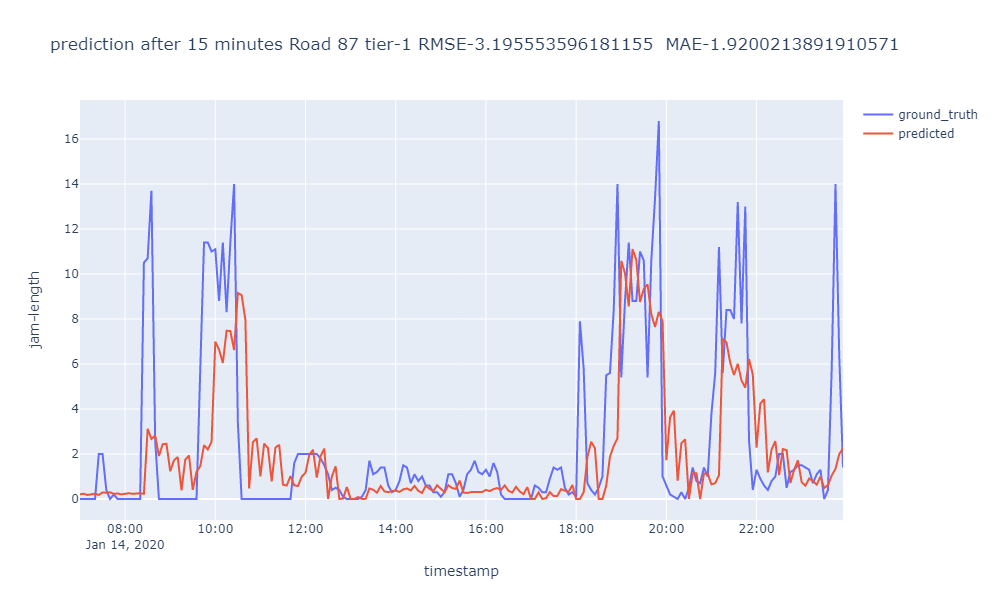 prediction after 15 minutes Road 87 tier-1 RMSE-3.195553596181155  MAE-1.9200213891910571
ground_truth
predicted
jam-length
16
14
12
10
8
6
4
2
0
08:00 10:00 12:00 14:00 16:00 18:00 20:00 22:00
Jan 14, 2020
timestamp